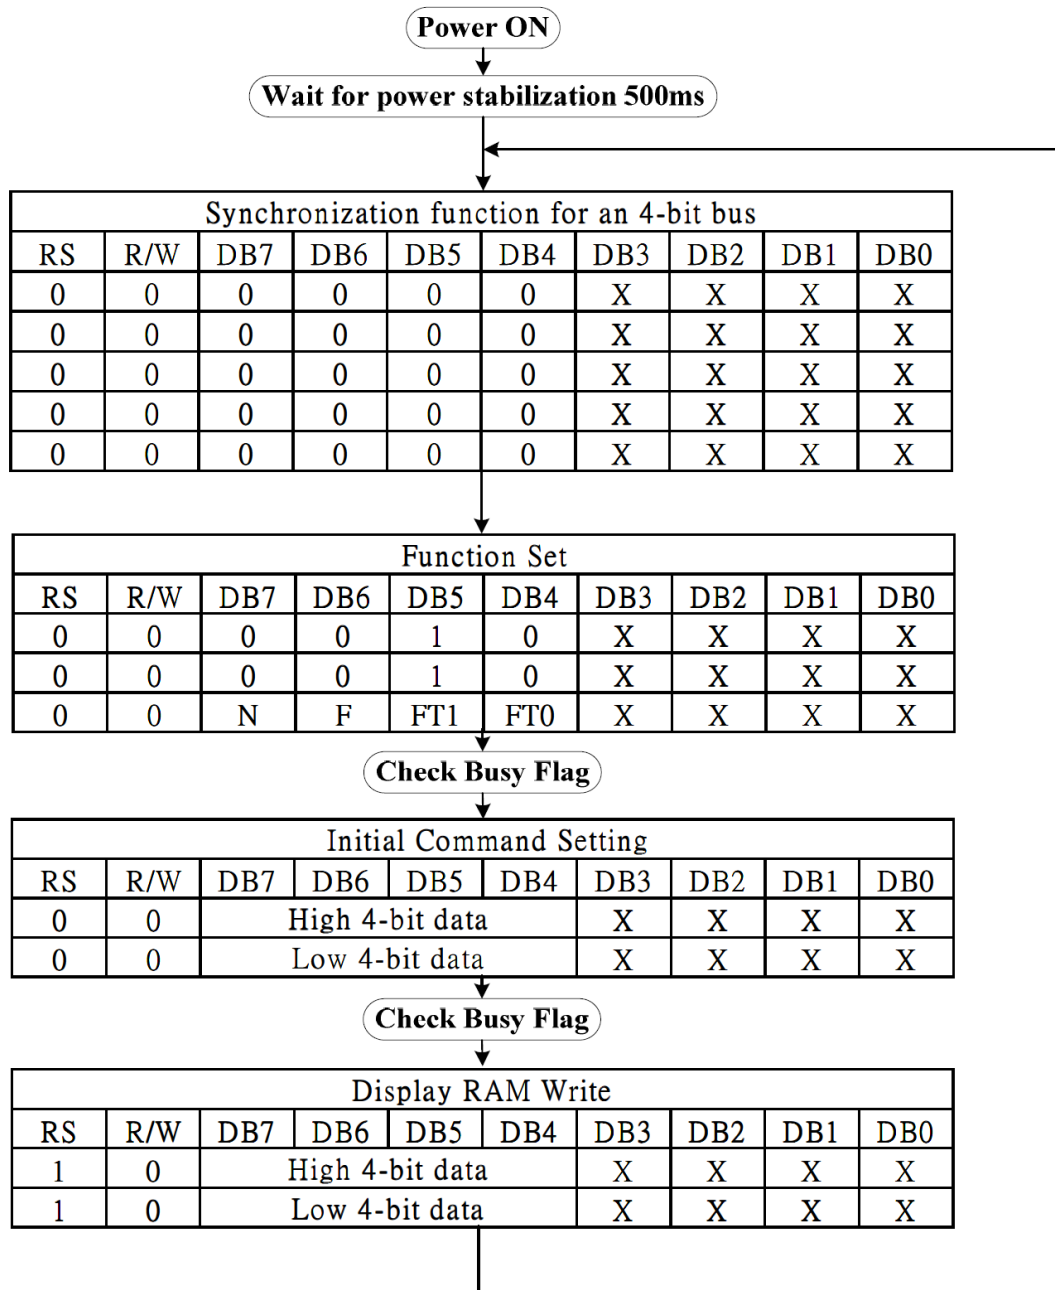 Power ON
Wait for power stabilization 500ms
Synchronization function for an 4-bit bus
RS R/W DB7 DB6 DB5 DB4 DB3 DB2 DB1 DB0
0 0 0 0 0 0 X X X X
0 0 0 0 0 0 X X X X
0 0 0 0 0 0 X X X X
0 0 0 0 0 0 X X X X
0 0 0 0 0 0 X X X X
Function Set
RS R/W DB7 DB6 DB5 DB4 DB3 DB2 DB1 DB0
0 0 0 0 1 0 X X X X
0 0 0 0 1 0 X X X X
0 0 N F FT1 FT0 X X X X
Check Busy Flag
Initial Command Setting
RS R/W DB7 DB6 DB5 DB4 DB3 DB2 DB1 DB0
0 0 High 4-bit data X X X X
0 0 Low 4-bit data X X X X
Check Busy Flag
Display RAM Write
RS R/W DB7 DB6 DB5 DB4 DB3 DB2 DB1 DB0
1 0 High 4-bit data X X X X
1 0 Low 4-bit data X X X X